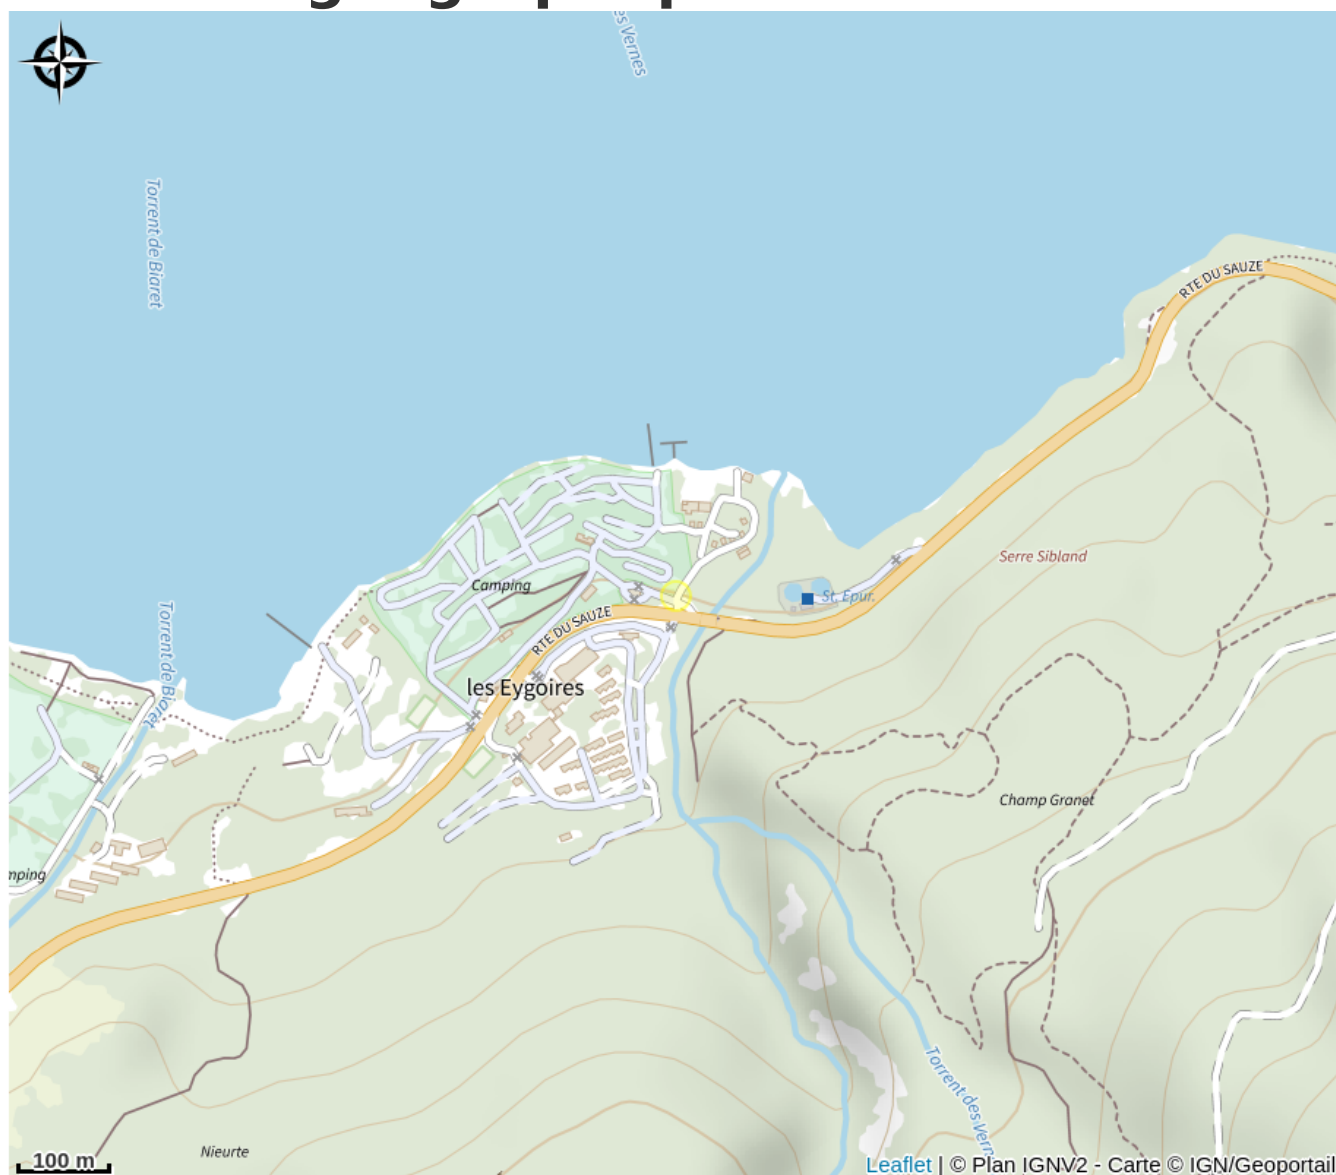 es Vernes
Torrent de Biaret
RTE DU SAUZE
Serre Sibland
Camping
St. Epur.
RTE DU SAUZE
Torrent de Biaret
les Eygoires
Champ Granet
mping
Torrent des Vern
Nieurte
100 m
Leaflet | © Plan IGNV2 - Carte © IGN/Geoportail